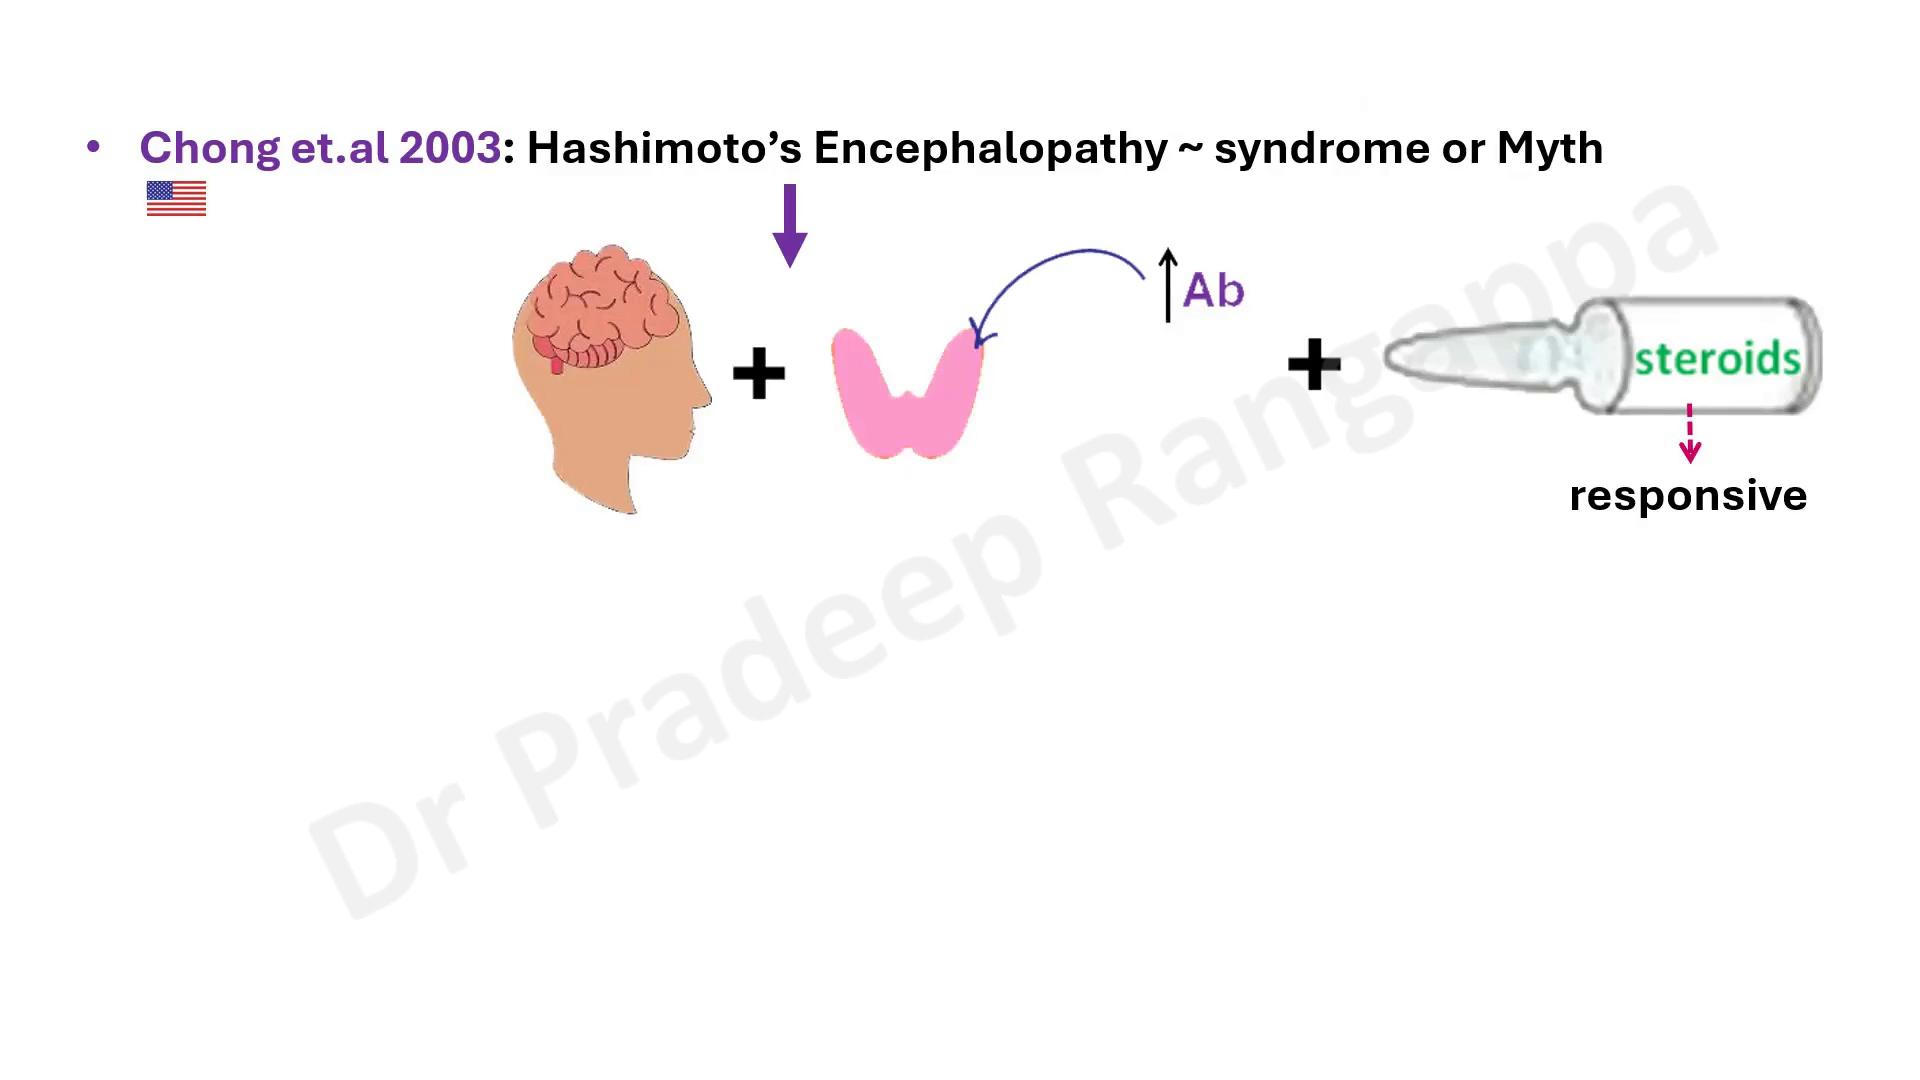 • Chong et.al 2003: Hashimoto’s Encephalopathy ~ syndrome or Myth
Ab
steroids
responsive
Dr Pradeep Rangappa